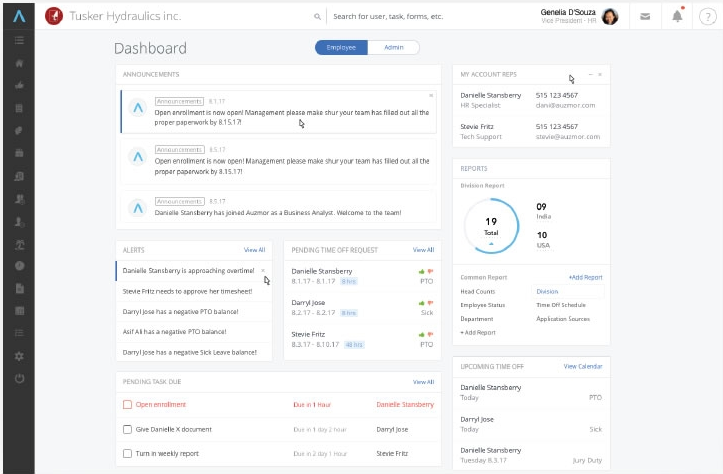 Tusker Hydraulics inc.
Search for user, task, forms, etc.
Genelia D'Souza
Vice President - HR
?
Dashboard
Employee
Admin
ANNOUNCEMENTS
Announcements 8.1.17
Open enrollment is now open! Management please make shur your team has filled out all the
proper paperwork by 8.15.17!
Announcements 8.5.17
Open enrollment is now open! Management please make shur your team has filled out all the
proper paperwork by 8.15.17!
Announcements 8.5.17
Danielle Stansberry has joined Auzmor as a Business Analyst. Welcome to the team!
ALERTS View All
Danielle Stansberry is approaching overtime!
Stevie Fritz needs to approve her timesheet!
Darryl Jose has a negative PTO balance!
Asif Ali has a negative PTO balance!
Darryl Jose has a negative Sick Leave balance!
PENDING TIME OFF REQUEST View All
Danielle Stansberry
8.1.17 - 8.1.17 8 hrs PTO
Darryl Jose
8.2.17 - 8.2.17 8 hrs Sick
Stevie Fritz
8.3.17 - 8.10.17 48 hrs PTO
PENDING TASK DUE View All
Open enrollment Due in 1 Hour Danielle Stansberry
Give Danielle X document Due in 1 day 2 hour Darryl Jose
Turn in weekly report Due in 2 day 1 Hour Stevie Fritz
MY ACCOUNT REPS
Danielle Stansberry 515 123 4567
HR Specialist dani@auzmor.com
Stevie Fritz 515 123 4567
Tech Support stevie@auzmor.com
REPORTS
Division Report
19
Total
09
India
10
USA
Common Report +Add Report
Head Counts Division
Employee Status Time Off Schedule
Department Application Sources
+ Add Report
UPCOMING TIME OFF View Calendar
Danielle Stansberry
Today PTO
Darryl Jose
Today Sick
Danielle Stansberry
Tuesday 8.3.17 Jury Duty